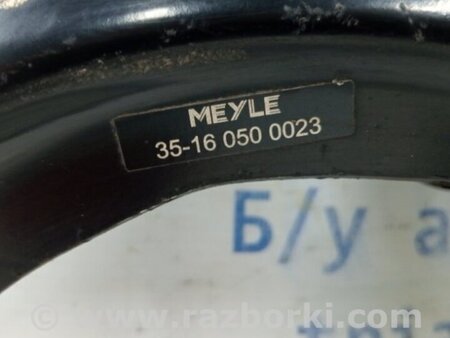 MEYLE
35-16 050 0023
Б/у а
© www.razborki.com